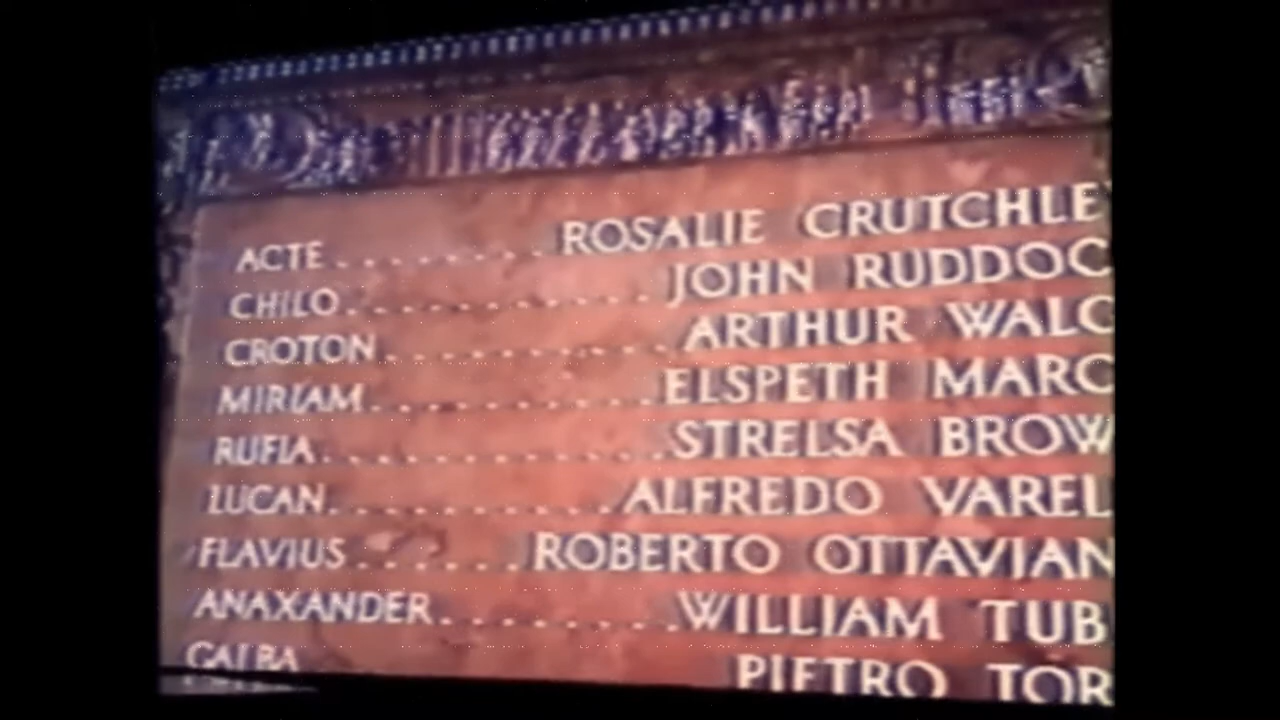 ACTE.........ROSALIE CRUTCHLE
CHILO.............JOHN RUDDOC
CROTON............ARTHUR WALC
MIRIAM............ELSPETH MARC
RUFIA..............STRELSA BROW
LUCAN............ALFREDO VAREL
FLAVIUS.......ROBERTO OTTAVIAN
ANAXANDER..........WILLIAM TUB
GALBA PIETRO TOR